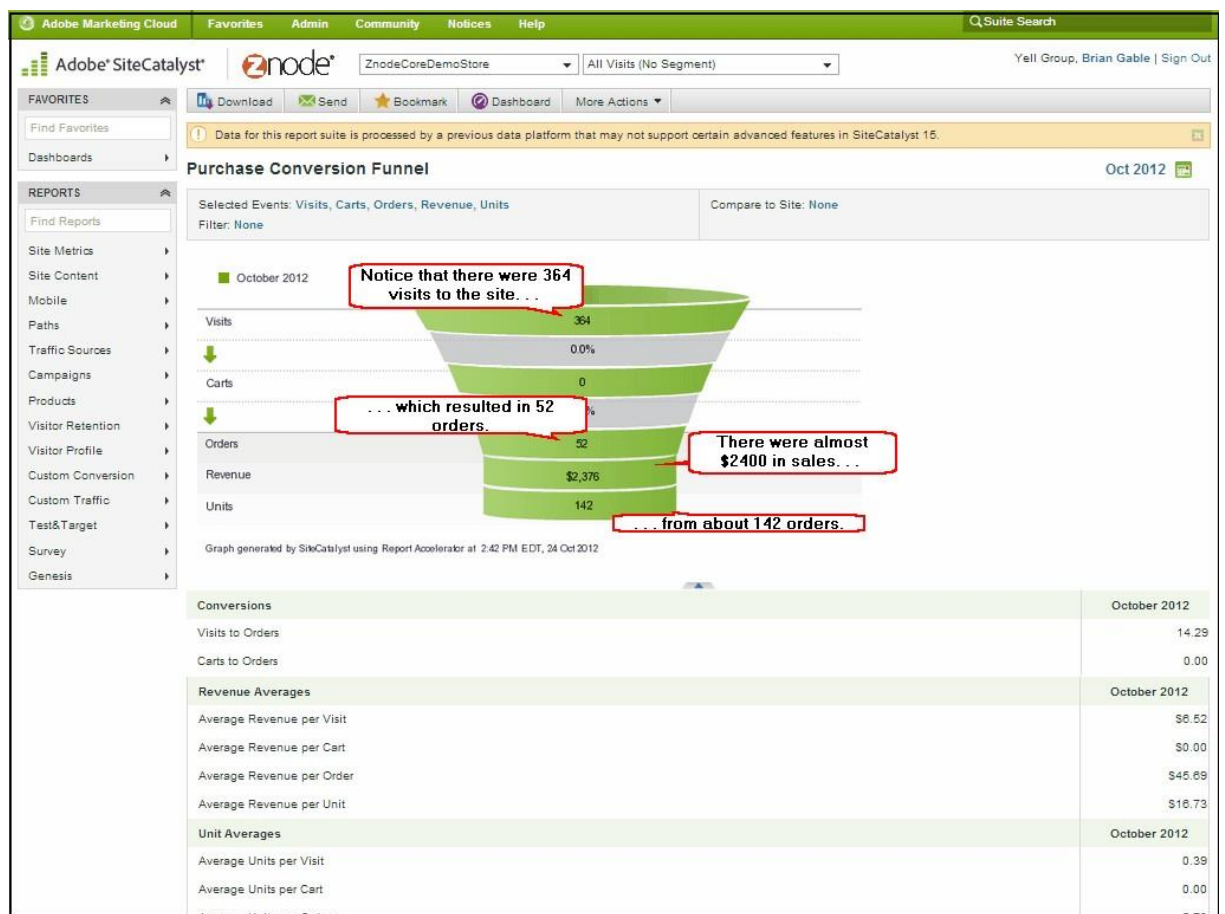 Adobe Marketing Cloud Favorites Admin Community Notices Help Suite Search
Adobe® SiteCatalyst® znode® ZnodeCoreDemoStore All Visits (No Segment) Yell Group, Brian Gable | Sign Out
FAVORITES
Find Favorites
Dashboards
REPORTS
Find Reports
Site Metrics
Site Content
Mobile
Paths
Traffic Sources
Campaigns
Products
Visitor Retention
Visitor Profile
Custom Conversion
Custom Traffic
Test&Target
Survey
Genesis
Download Send Bookmark Dashboard More Actions
Data for this report suite is processed by a previous data platform that may not support certain advanced features in SiteCatalyst 15.
Purchase Conversion Funnel Oct 2012
Selected Events: Visits, Carts, Orders, Revenue, Units Compare to Site: None
Filter: None
October 2012
Notice that there were 364
visits to the site. . .
Visits 364
0.0%
Carts 0
. . . which resulted in 52
orders.
%
Orders 52
There were almost
$2400 in sales. . .
Revenue $2,376
Units 142
. . . from about 142 orders.
Graph generated by SiteCatalyst using Report Accelerator at 2:42 PM EDT, 24 Oct 2012
Conversions October 2012
Visits to Orders 14.29
Carts to Orders 0.00
Revenue Averages October 2012
Average Revenue per Visit $6.52
Average Revenue per Cart $0.00
Average Revenue per Order $45.69
Average Revenue per Unit $16.73
Unit Averages October 2012
Average Units per Visit 0.39
Average Units per Cart 0.00